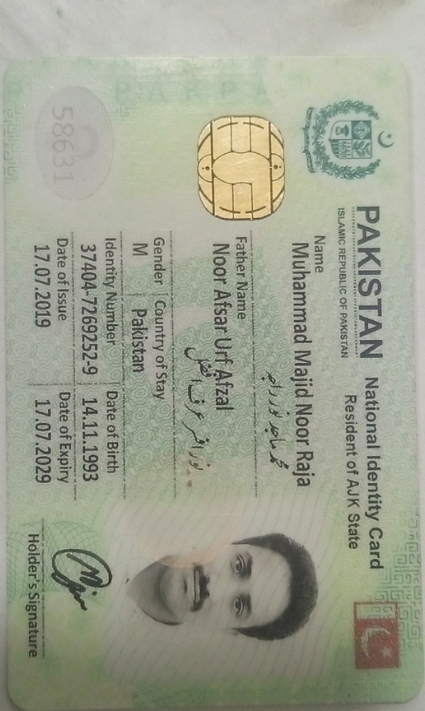 PAKISTAN National Identity Card
ISLAMIC REPUBLIC OF PAKISTAN Resident of AJK State
Name
Muhammad Majid Noor Raja
محمد ماجد نور راجہ
Father Name
Noor Afsar Urf Afzal
نور افسر عرف افضل
Gender Country of Stay
M Pakistan
Identity Number Date of Birth
37404-7269252-9 14.11.1993
Date of Issue Date of Expiry
17.07.2019 17.07.2029
Holder's Signature
58631